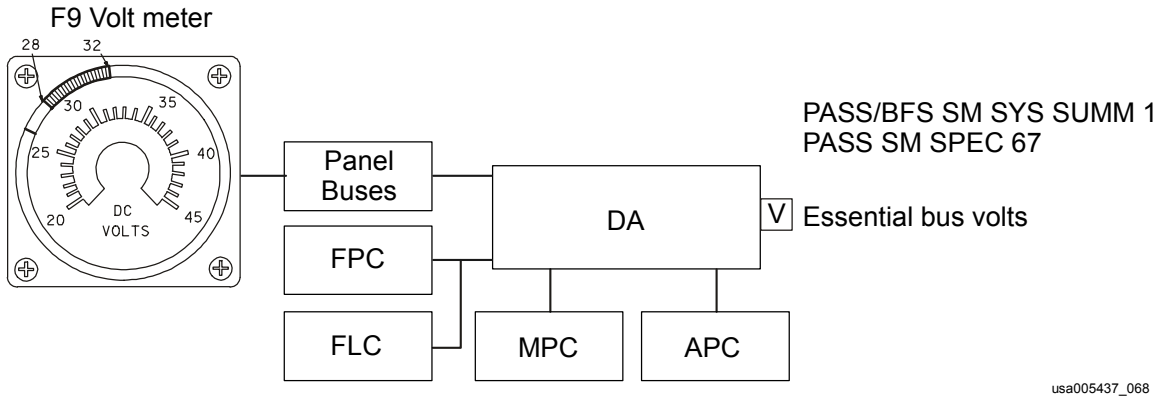 F9 Volt meter
28
32
30
35
25
40
20
45
DC
VOLTS
Panel
Buses
FPC
FLC
DA
MPC
APC
V
PASS/BFS SM SYS SUMM 1
PASS SM SPEC 67
Essential bus volts
usa005437_068